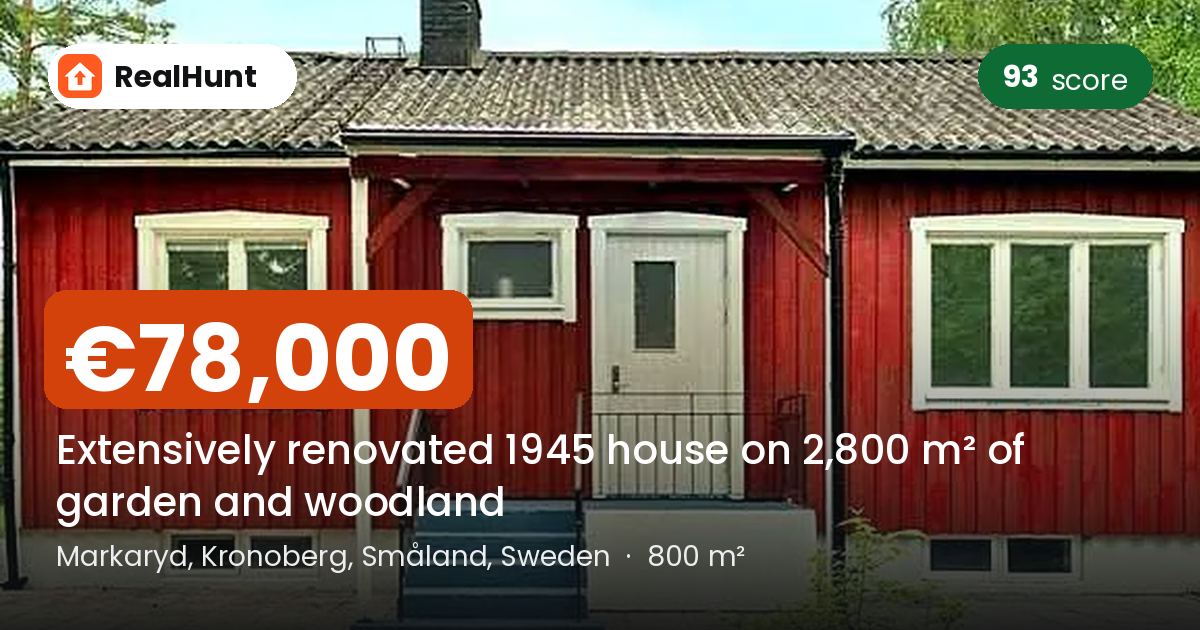 RealHunt
93 score
€78,000
Extensively renovated 1945 house on 2,800 m² of
garden and woodland
Markaryd, Kronoberg, Småland, Sweden · 800 m²